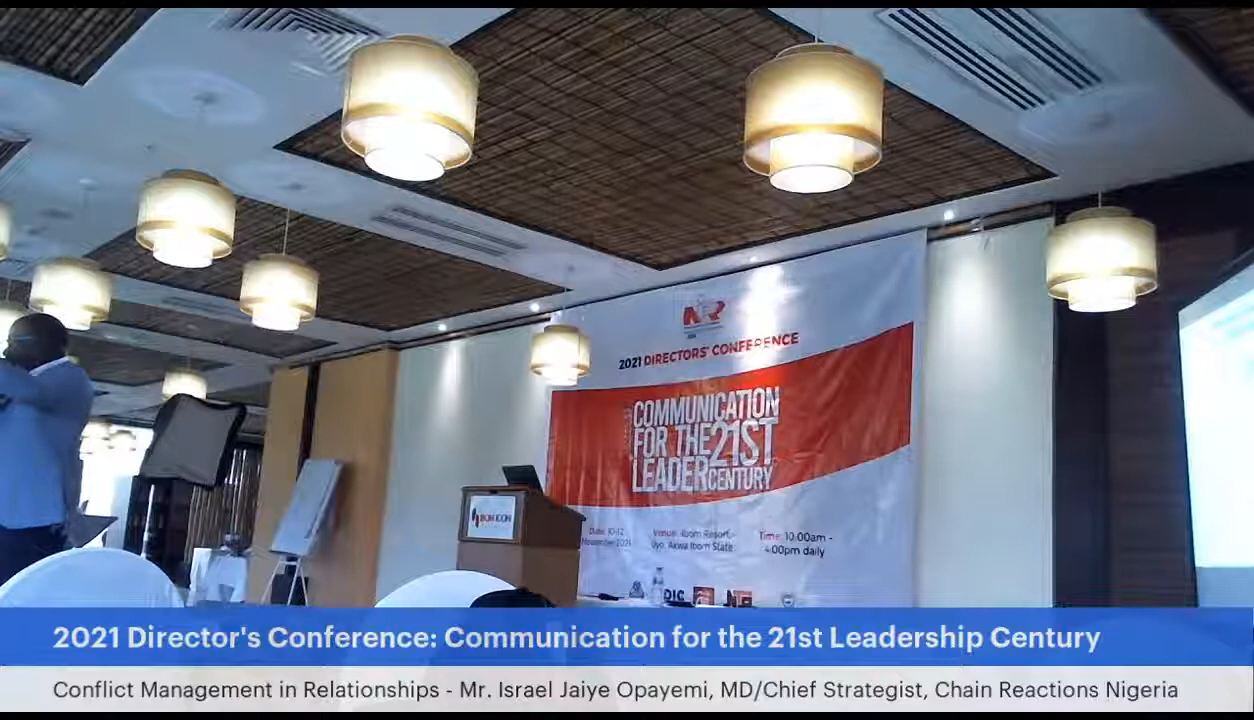 2021 DIRECTORS' CONFERENCE
COMMUNICATION
FOR THE 21ST
LEADER CENTURY
IBOM ICON
Date: 10-12
November 2021
Venue: Ibom Resort,
Uyo, Akwa Ibom State
Time: 10:00am -
4:00pm daily
2021 Director's Conference: Communication for the 21st Leadership Century
Conflict Management in Relationships - Mr. Israel Jaiye Opayemi, MD/Chief Strategist, Chain Reactions Nigeria